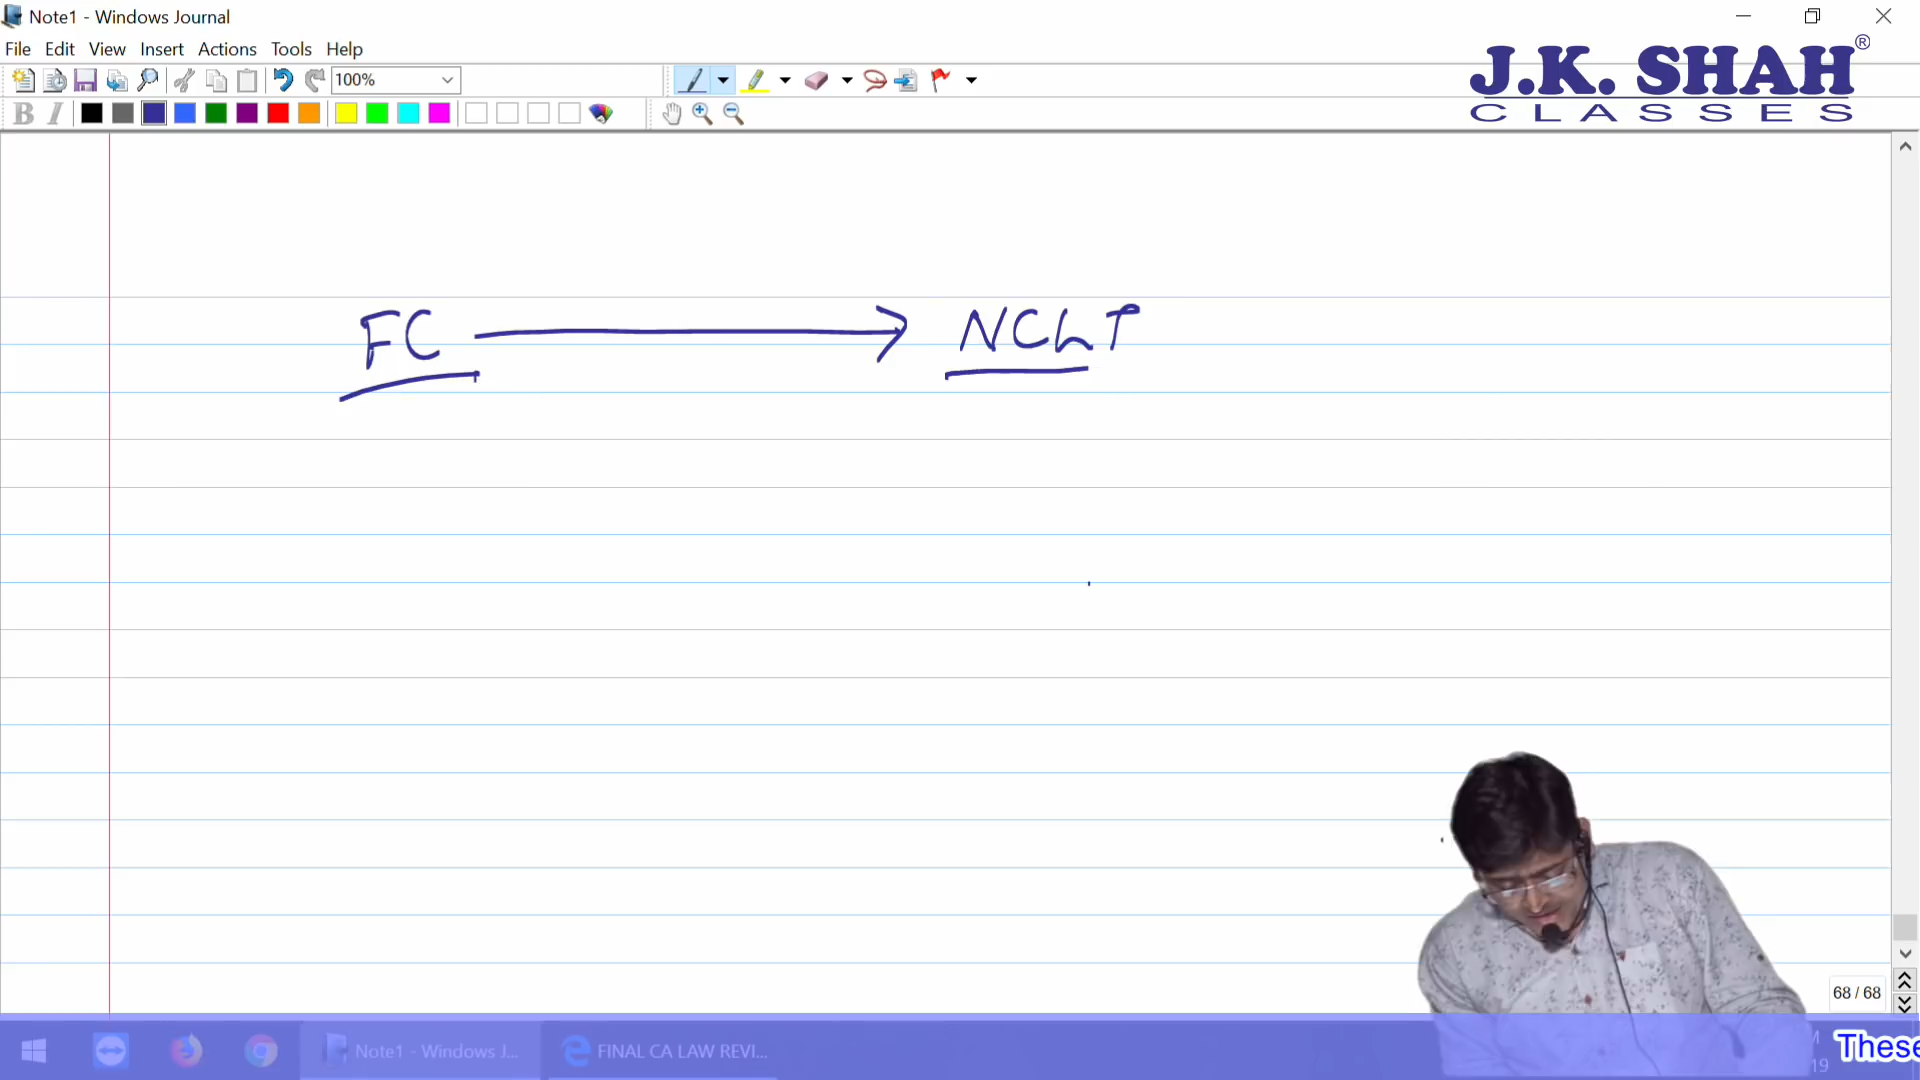 Note1 - Windows Journal
File Edit View Insert Actions Tools Help
100%
J.K. SHAH®
CLASSES
B I
FC → NCLT
68 / 68
Note1 - Windows J...
FINAL CA LAW REVI...
M
19
These